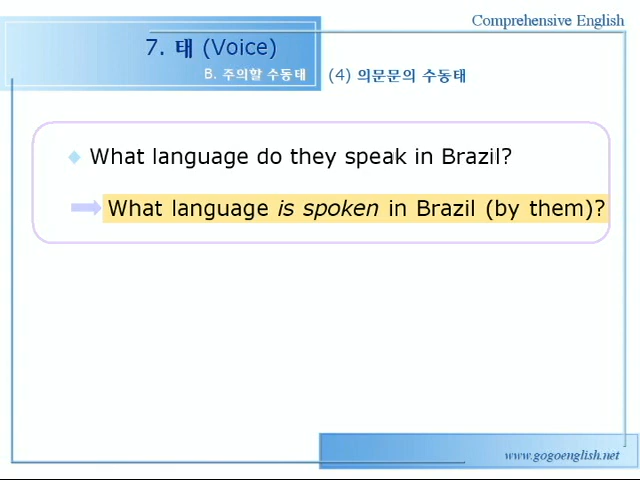 Comprehensive English
7. 태 (Voice)
B. 주의할 수동태
(4) 의문문의 수동태
What language do they speak in Brazil?
What language is spoken in Brazil (by them)?
www.gogoenglish.net